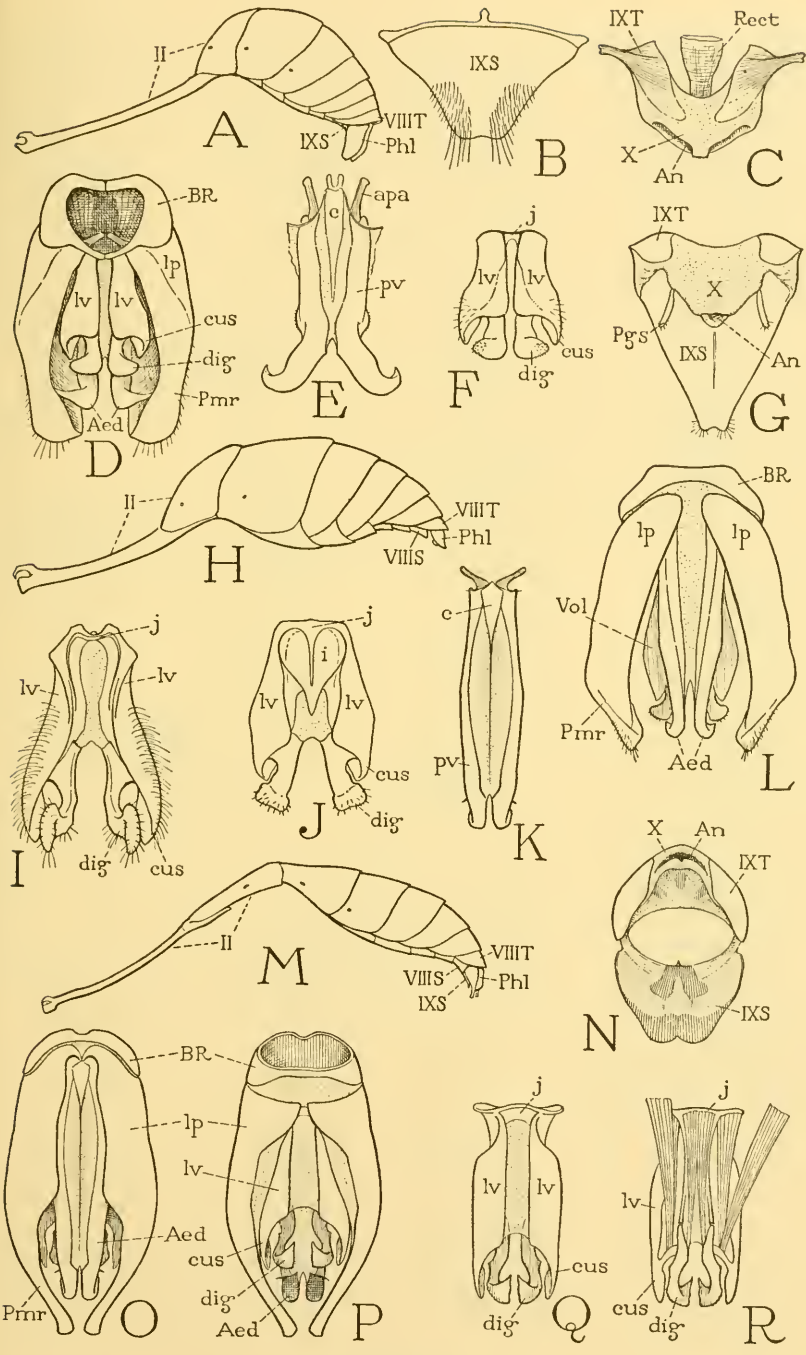 II
A
IXS
VIIIT
Phl
IXS
B
IXT
Rect
X
An
C
BR
lp
lv
lv
cus
dig
Pmr
Aed
D
c
apa
pv
E
j
lv
lv
cus
dig
F
IXT
X
Pgs
IXS
An
G
II
H
VIIIT
Phl
VIIIS
BR
lp
lp
Vol
Pmr
Aed
L
j
lv
lv
dig
cus
I
j
i
lv
lv
cus
dig
J
c
pv
K
II
M
VIIIT
VIIIS
Phl
IXS
X
An
IXT
IXS
N
BR
lp
lv
Aed
cus
dig
Pmr
Aed
O
P
j
lv
lv
cus
dig
Q
j
lv
cus
dig
R